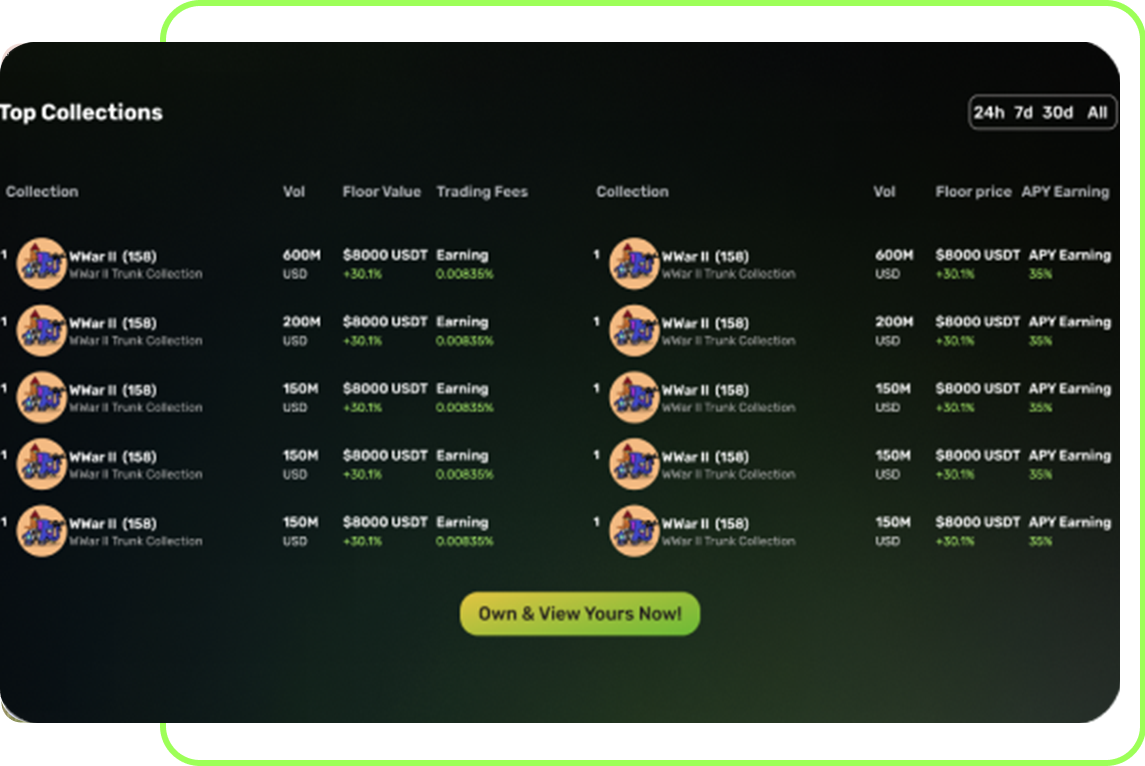 Top Collections
24h 7d 30d All
Collection Vol Floor Value Trading Fees Collection Vol Floor price APY Earning
1 WWar II (158) 600M $8000 USDT Earning 1 WWar II (158) 600M $8000 USDT APY Earning
WWar II Trunk Collection USD +30.1% 0.00835% WWar II Trunk Collection USD +30.1% 35%
1 WWar II (158) 200M $8000 USDT Earning 1 WWar II (158) 200M $8000 USDT APY Earning
WWar II Trunk Collection USD +30.1% 0.00835% WWar II Trunk Collection USD +30.1% 35%
1 WWar II (158) 150M $8000 USDT Earning 1 WWar II (158) 150M $8000 USDT APY Earning
WWar II Trunk Collection USD +30.1% 0.00835% WWar II Trunk Collection USD +30.1% 35%
1 WWar II (158) 150M $8000 USDT Earning 1 WWar II (158) 150M $8000 USDT APY Earning
WWar II Trunk Collection USD +30.1% 0.00835% WWar II Trunk Collection USD +30.1% 35%
1 WWar II (158) 150M $8000 USDT Earning 1 WWar II (158) 150M $8000 USDT APY Earning
WWar II Trunk Collection USD +30.1% 0.00835% WWar II Trunk Collection USD +30.1% 35%
Own & View Yours Now!